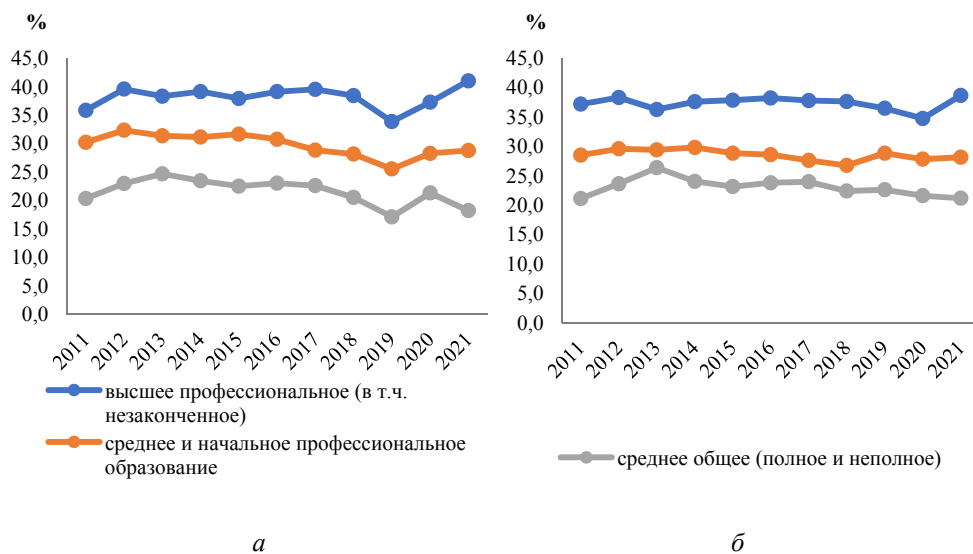 %
45,0
40,0
35,0
30,0
25,0
20,0
15,0
10,0
5,0
0,0
2011 2012 2013 2014 2015 2016 2017 2018 2019 2020 2021
высшее профессиональное (в т.ч.
незаконченное)
среднее и начальное профессиональное
образование
а
%
45,0
40,0
35,0
30,0
25,0
20,0
15,0
10,0
5,0
0,0
2011 2012 2013 2014 2015 2016 2017 2018 2019 2020 2021
среднее общее (полное и неполное)
б